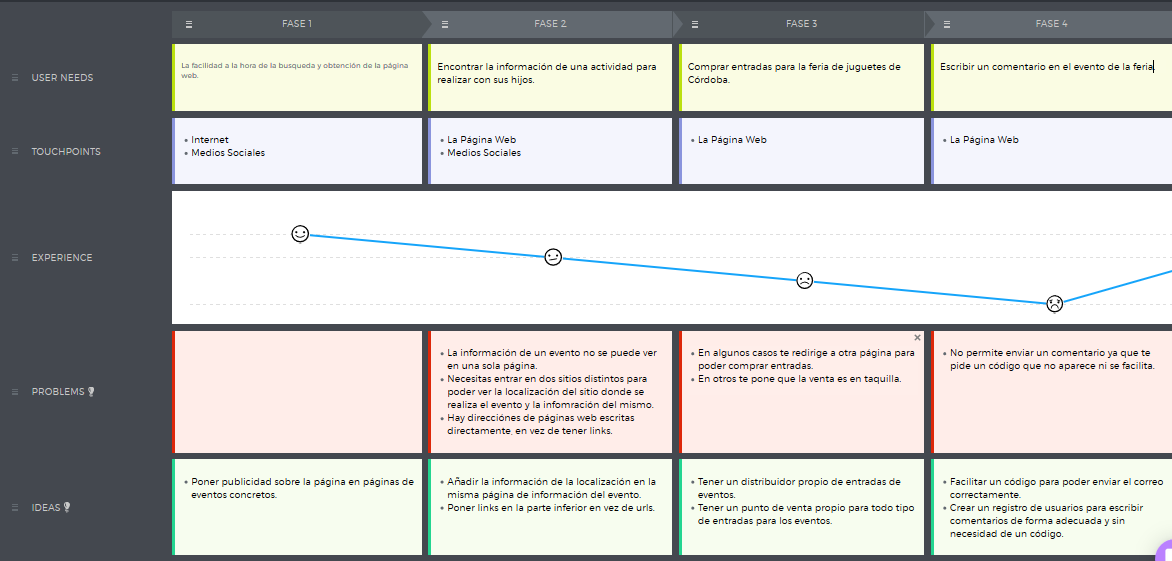 FASE 1
FASE 2
FASE 3
FASE 4
USER NEEDS
La facilidad a la hora de la busqueda y obtención de la página
web.
Encontrar la información de una actividad para
realizar con sus hijos.
Comprar entradas para la feria de juguetes de
Córdoba.
Escribir un comentario en el evento de la feria.
TOUCHPOINTS
• Internet
• Medios Sociales
• La Página Web
• Medios Sociales
• La Página Web
• La Página Web
EXPERIENCE
PROBLEMS
• La información de un evento no se puede ver
en una sola página.
• Necesitas entrar en dos sitios distintos para
poder ver la localización del sitio donde se
realiza el evento y la infomración del mismo.
• Hay direcciónes de páginas web escritas
directamente, en vez de tener links.
• En algunos casos te redirige a otra página para
poder comprar entradas.
• En otros te pone que la venta es en taquilla.
• No permite enviar un comentario ya que te
pide un código que no aparece ni se facilita.
IDEAS
• Poner publicidad sobre la página en páginas de
eventos concretos.
• Añadir la información de la localización en la
misma página de información del evento.
• Poner links en la parte inferior en vez de urls.
• Tener un distribuidor propio de entradas de
eventos.
• Tener un punto de venta propio para todo tipo
de entradas para los eventos.
• Facilitar un código para poder enviar el correo
correctamente.
• Crear un registro de usuarios para escribir
comentarios de forma adecuada y sin
necesidad de un código.